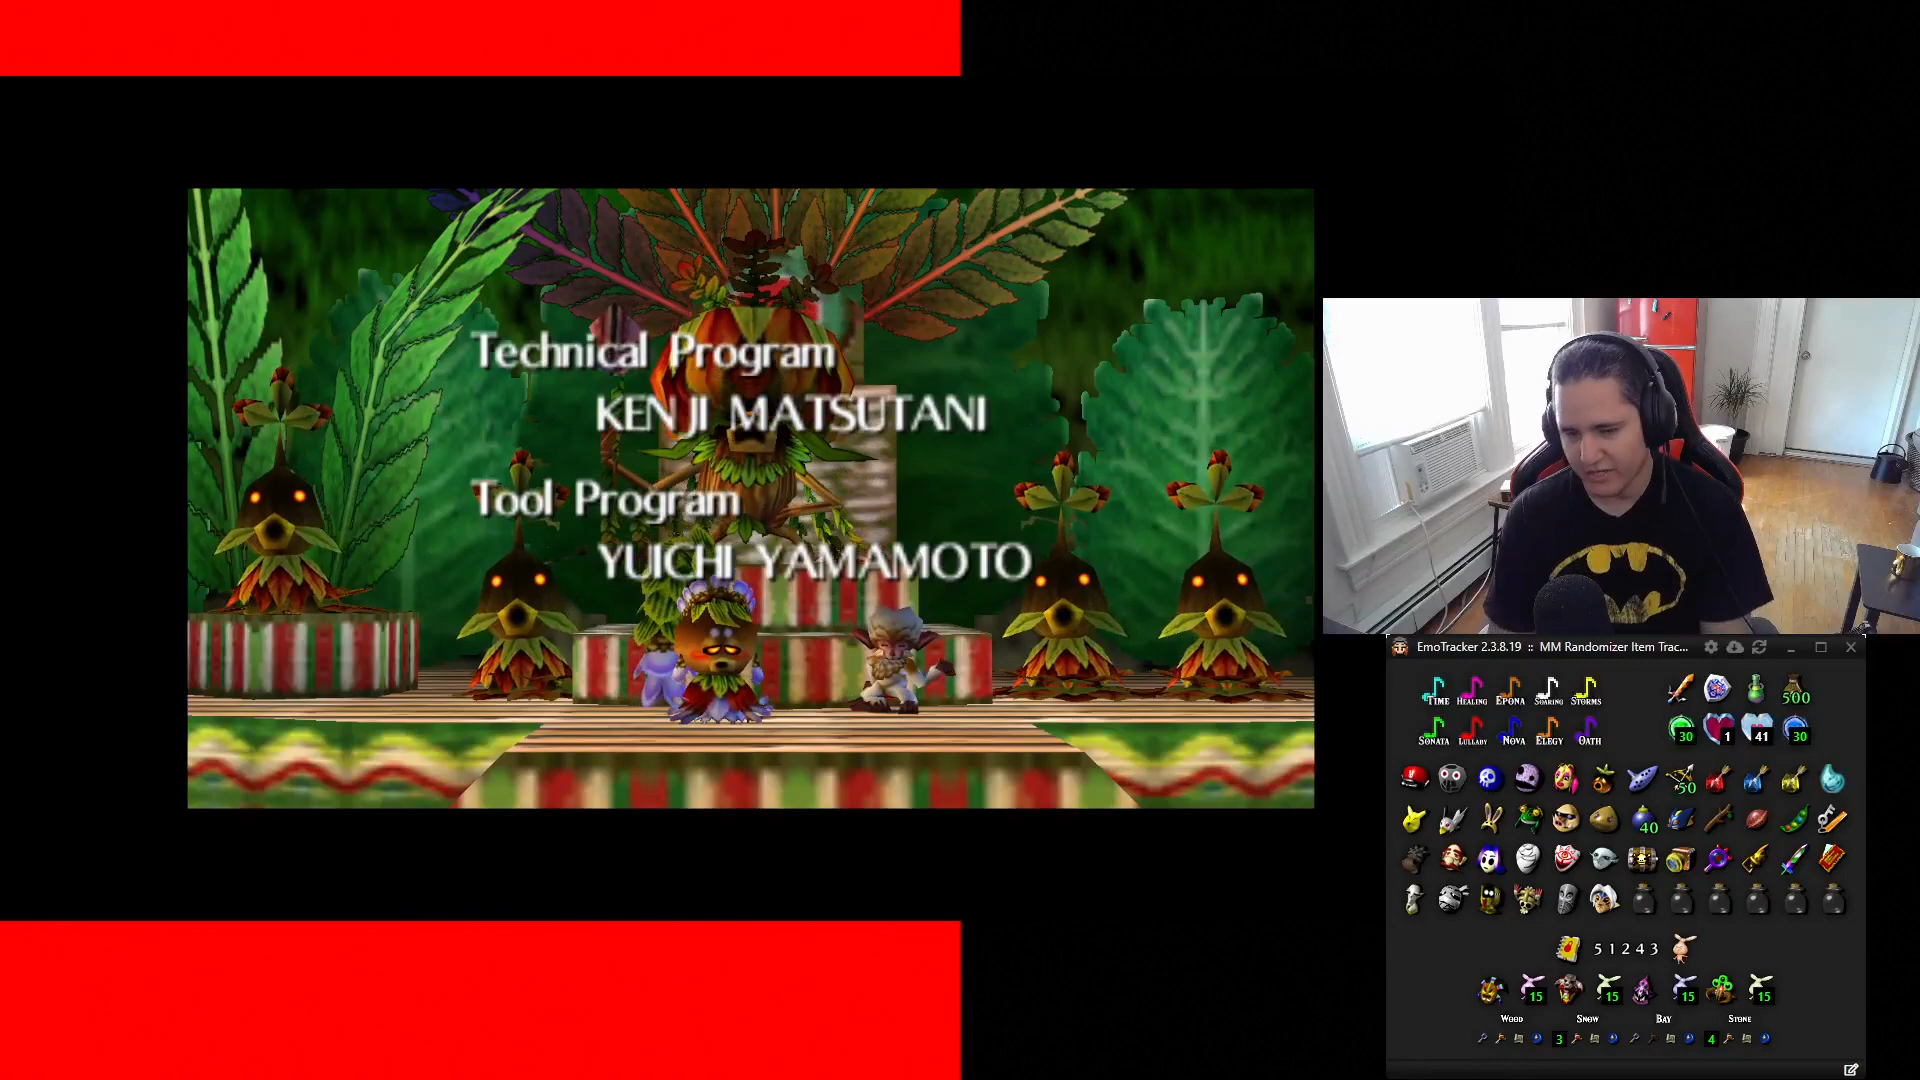 Technical Program
KENJI MATSUTANI
Tool Program
YUICHI YAMAMOTO
EmoTracker 2.3.8.19 :: MM Randomizer Item Trac...
TIME HEALING EPONA SOARING STORMS
500
SONATA LULLABY NOVA ELEGY OATH
30 1 41 30
50
40
5 1 2 4 3
15 15 15 15
WOOD SNOW BAY STONE
3 4